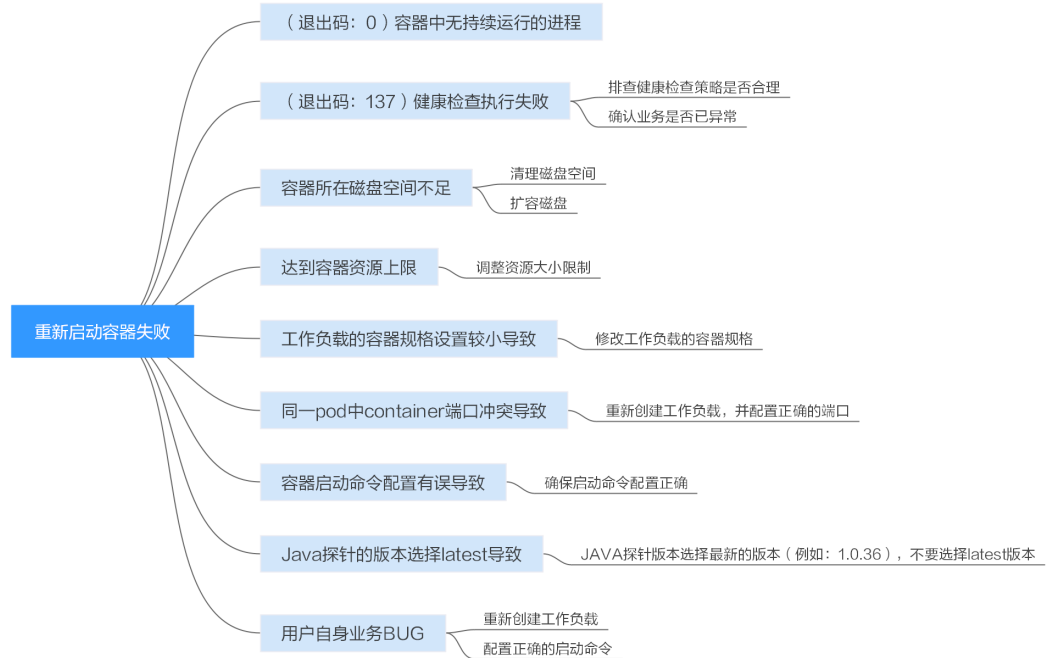 重新启动容器失败
（退出码：0）容器中无持续运行的进程
（退出码：137）健康检查执行失败
排查健康检查策略是否合理
确认业务是否已异常
容器所在磁盘空间不足
清理磁盘空间
扩容磁盘
达到容器资源上限
调整资源大小限制
工作负载的容器规格设置较小导致
修改工作负载的容器规格
同一pod中container端口冲突导致
重新创建工作负载，并配置正确的端口
容器启动命令配置有误导致
确保启动命令配置正确
Java探针的版本选择latest导致
JAVA探针版本选择最新的版本（例如：1.0.36），不要选择latest版本
用户自身业务BUG
重新创建工作负载
配置正确的启动命令